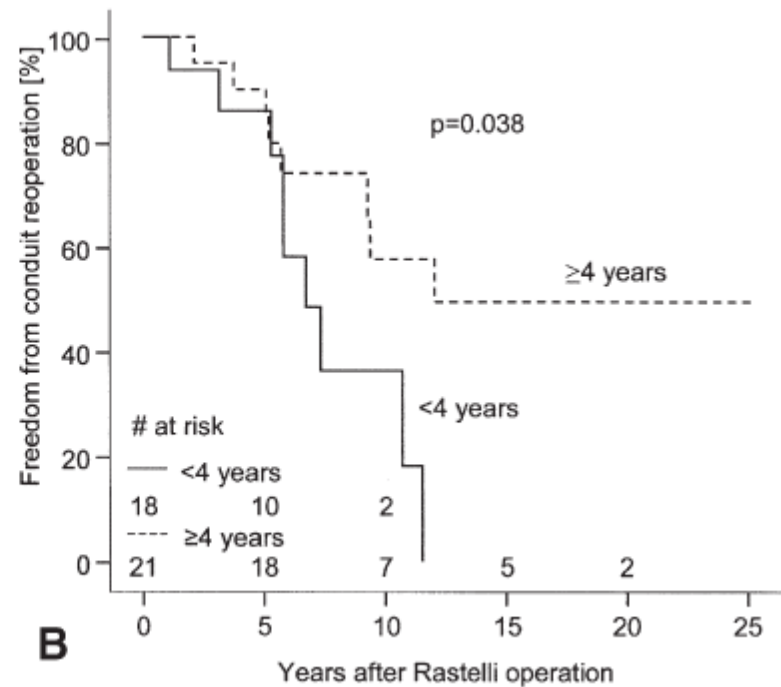 Freedom from conduit reoperation [%]
100
80
60
40
20
0
p=0.038
≥4 years
<4 years
# at risk
<4 years
18 10 2
≥4 years
21 18 7 5 2
0 5 10 15 20 25
B
Years after Rastelli operation